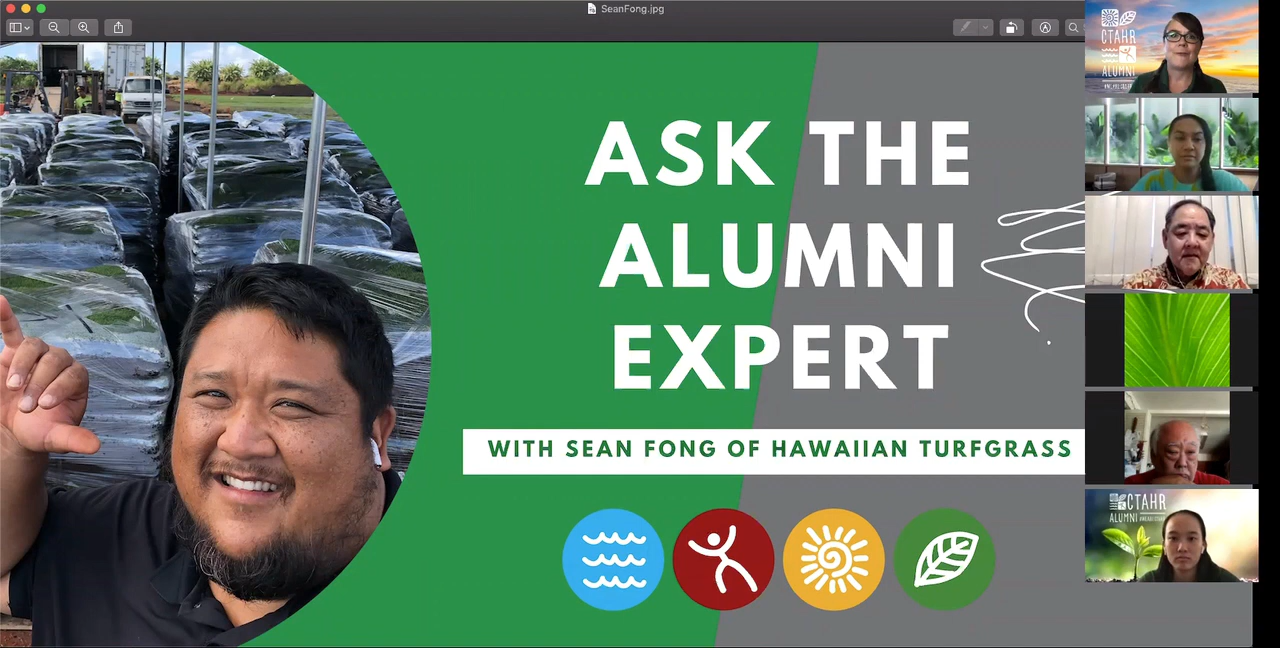 SeanFong.jpg
ASK THE
ALUMNI
EXPERT
WITH SEAN FONG OF HAWAIIAN TURFGRASS
CTAHR
ALUMNI
CTAHR
ALUMNI